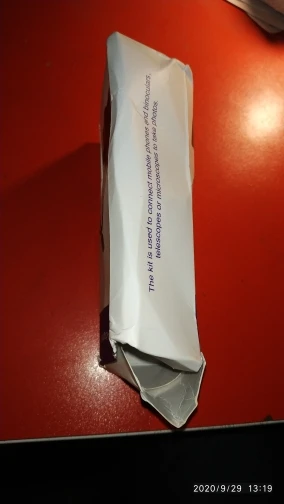 The kit is used to connect mobile phones and binoculars,
telescopes or microscopes to take photos.
2020/9/29 13:19